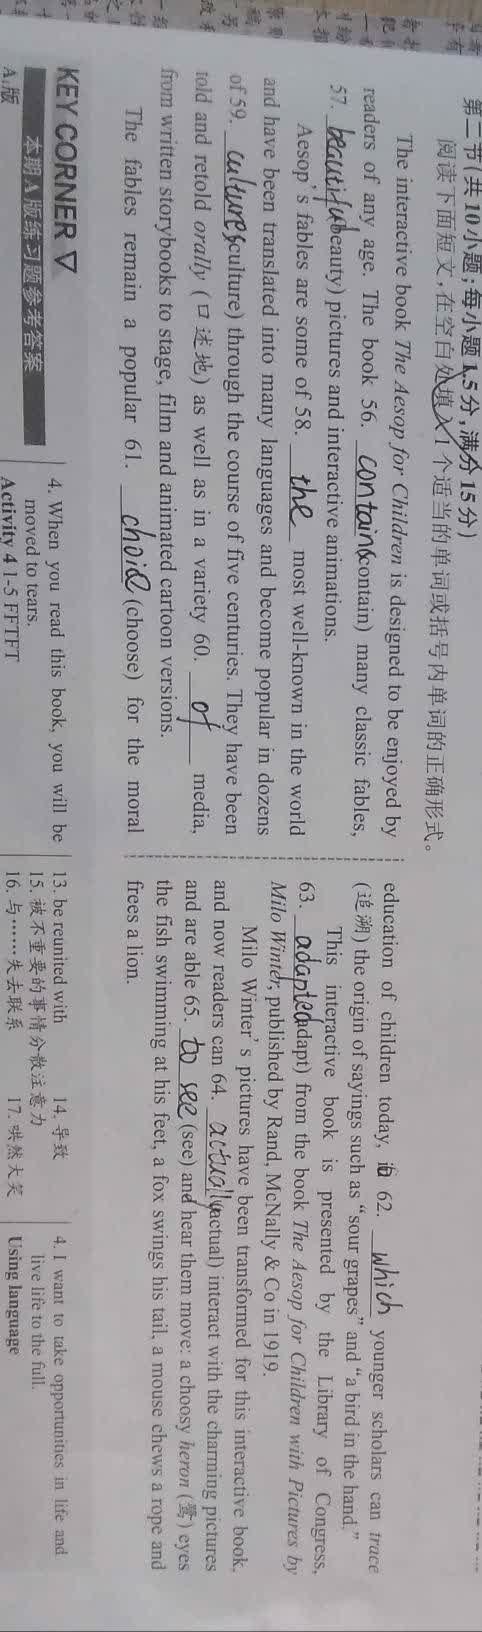 第二节(共10小题;每小题1.5分,满分15分)
阅读下面短文,在空白处填入1个适当的单词或括号内单词的正确形式。
The interactive book The Aesop for Children is designed to be enjoyed by
readers of any age. The book 56. contains (contain) many classic fables,
57. beautiful (beauty) pictures and interactive animations.
Aesop's fables are some of 58. the most well-known in the world
and have been translated into many languages and become popular in dozens
of 59. cultures (culture) through the course of five centuries. They have been
told and retold orally (口述地) as well as in a variety 60. of media,
from written storybooks to stage, film and animated cartoon versions.
The fables remain a popular 61. choice (choose) for the moral
education of children today, in 62. which younger scholars can trace
(追溯) the origin of sayings such as “sour grapes” and “a bird in the hand.”
This interactive book is presented by the Library of Congress,
63. adapted (adapt) from the book The Aesop for Children with Pictures by
Milo Winter, published by Rand, McNally & Co in 1919.
Milo Winter's pictures have been transformed for this interactive book,
and now readers can 64. actually (actual) interact with the charming pictures
and are able 65. to see (see) and hear them move: a choosy heron (鹭) eyes
the fish swimming at his feet, a fox swings his tail, a mouse chews a rope and
frees a lion.
KEY CORNER
本期A版练习题参考答案
A1版
4. When you read this book, you will be
moved to tears.
Activity 4 1-5 FFTFT
13. be reunited with 14. 导致
15. 被不重要的事情分散注意力
16. 与……失去联系 17. 哄然大笑
4. I want to take opportunities in life and
live life to the full.
Using language